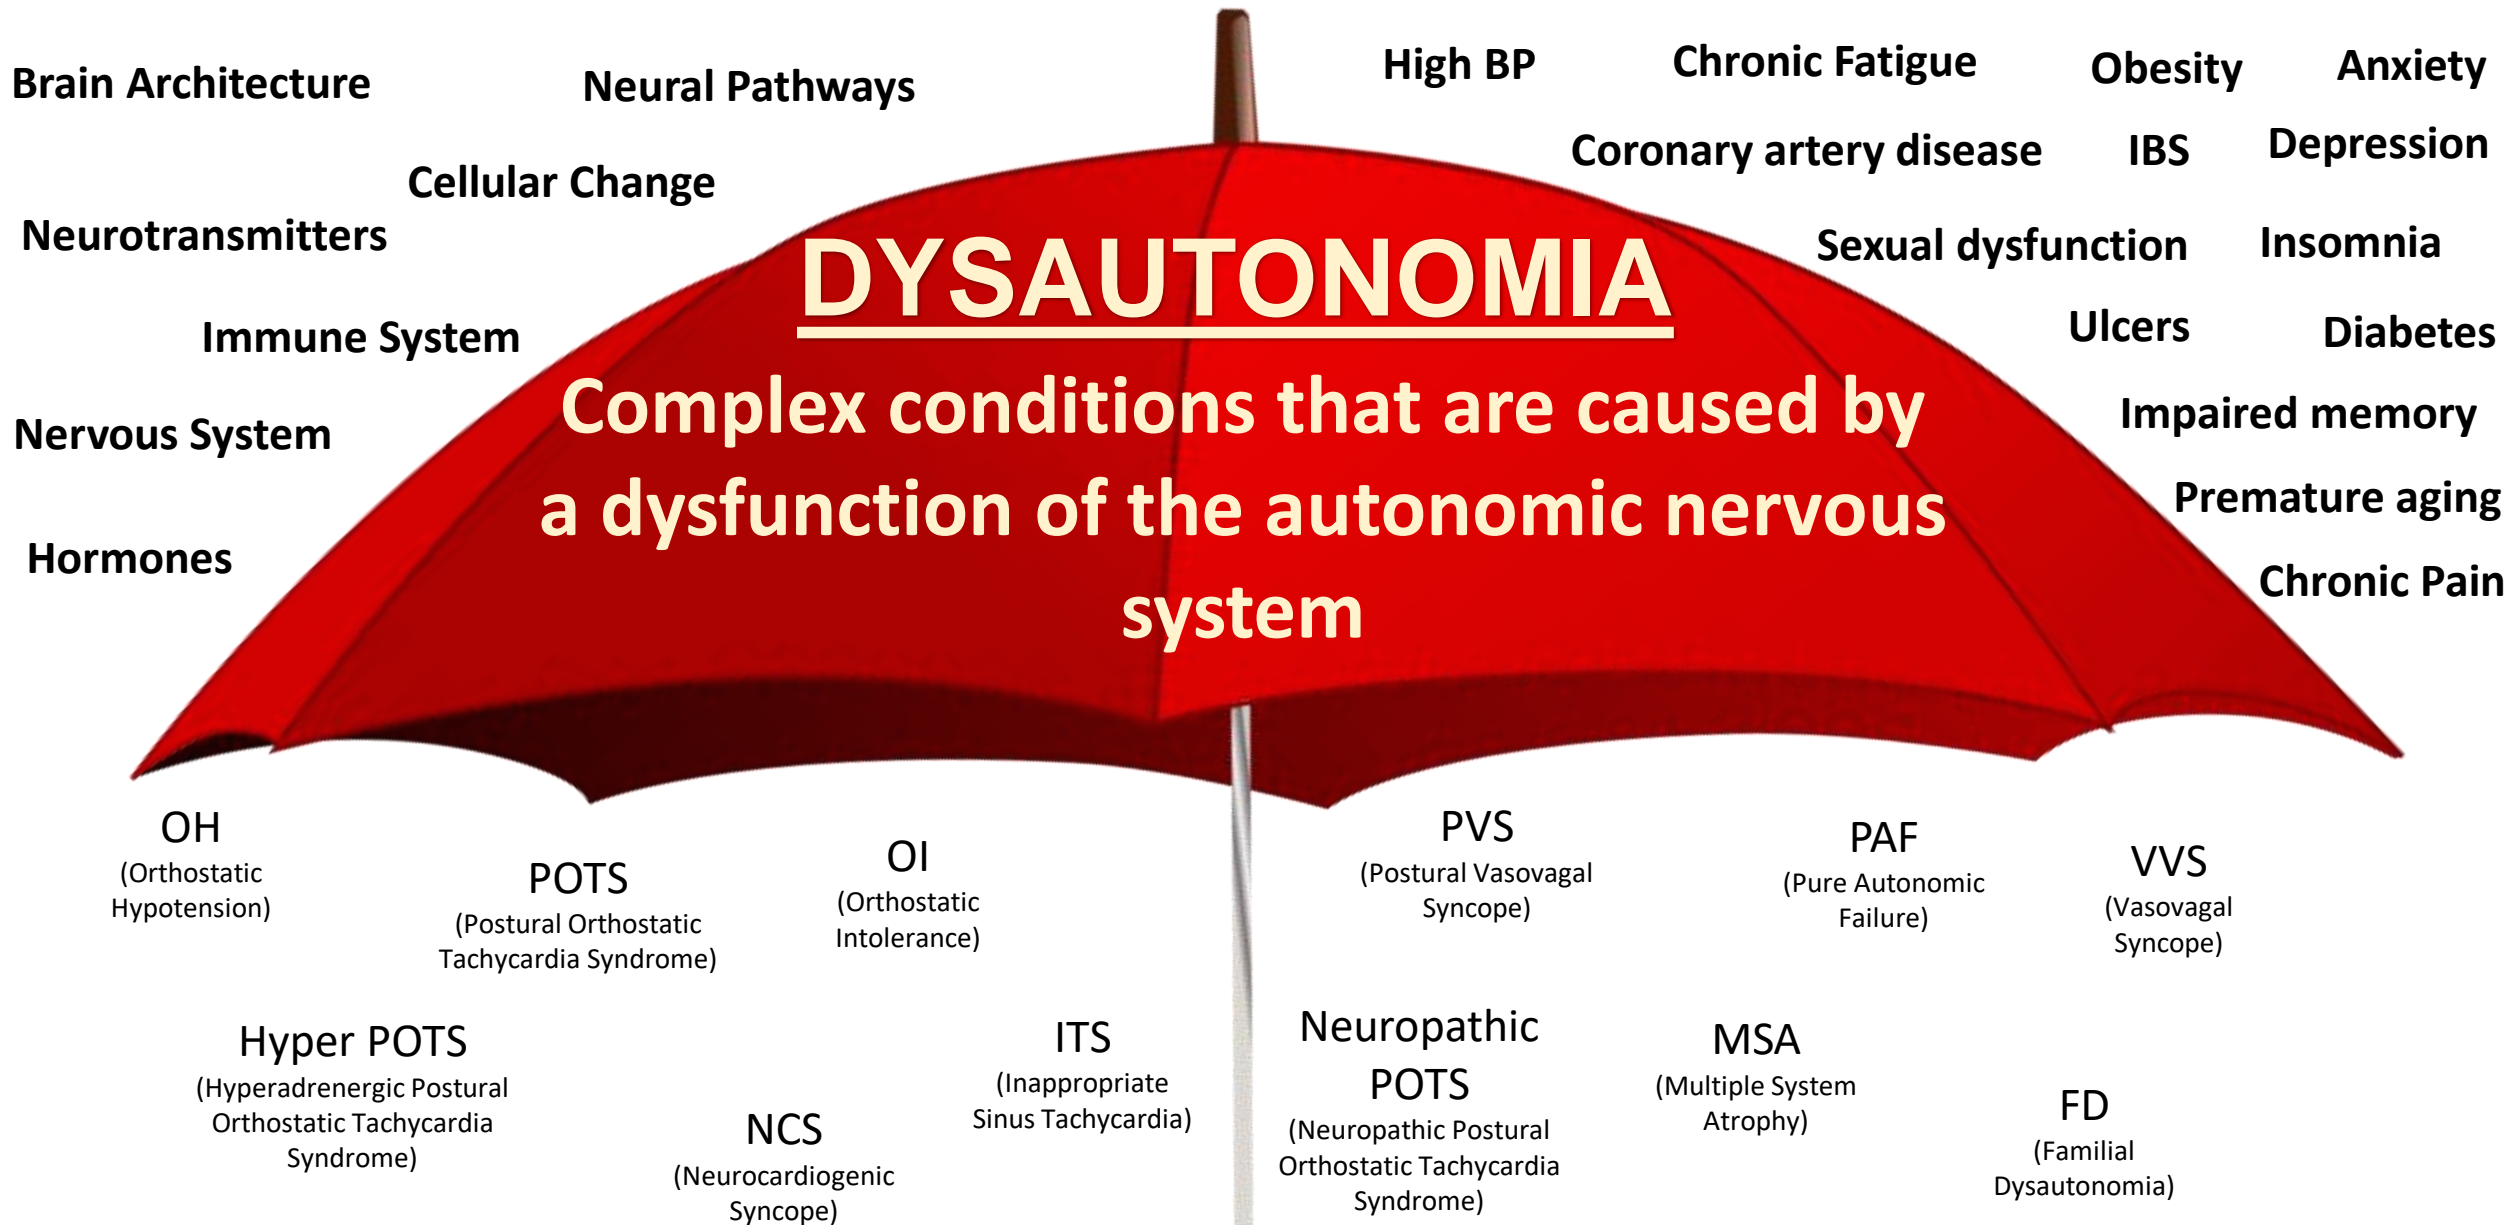 Brain Architecture
Neural Pathways
Cellular Change
Neurotransmitters
Immune System
Nervous System
Hormones
High BP
Chronic Fatigue
Obesity
Anxiety
Coronary artery disease
IBS
Depression
Sexual dysfunction
Insomnia
Ulcers
Diabetes
Impaired memory
Premature aging
Chronic Pain
DYSAUTONOMIA
Complex conditions that are caused by
a dysfunction of the autonomic nervous
system
OH
(Orthostatic
Hypotension)
POTS
(Postural Orthostatic
Tachycardia Syndrome)
OI
(Orthostatic
Intolerance)
PVS
(Postural Vasovagal
Syncope)
PAF
(Pure Autonomic
Failure)
VVS
(Vasovagal
Syncope)
Hyper POTS
(Hyperadrenergic Postural
Orthostatic Tachycardia
Syndrome)
NCS
(Neurocardiogenic
Syncope)
ITS
(Inappropriate
Sinus Tachycardia)
Neuropathic
POTS
(Neuropathic Postural
Orthostatic Tachycardia
Syndrome)
MSA
(Multiple System
Atrophy)
FD
(Familial
Dysautonomia)